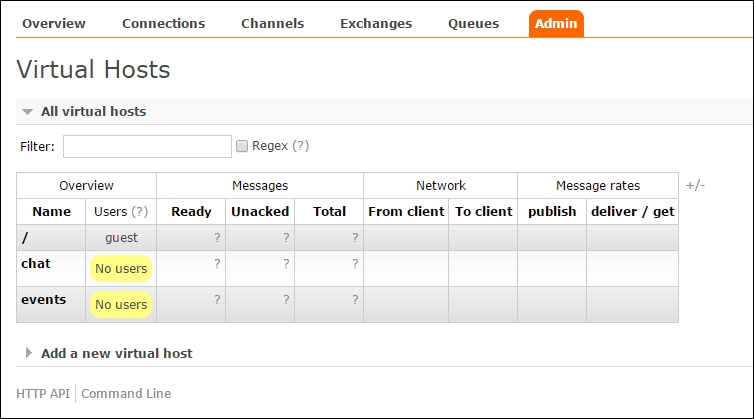 Overview Connections Channels Exchanges Queues Admin
Virtual Hosts
All virtual hosts
Filter: Regex (?)
Overview Messages Network Message rates +/-
Name Users (?) Ready Unacked Total From client To client publish deliver / get
/ guest ? ? ?
chat No users ? ? ?
events No users ? ? ?
Add a new virtual host
HTTP API Command Line